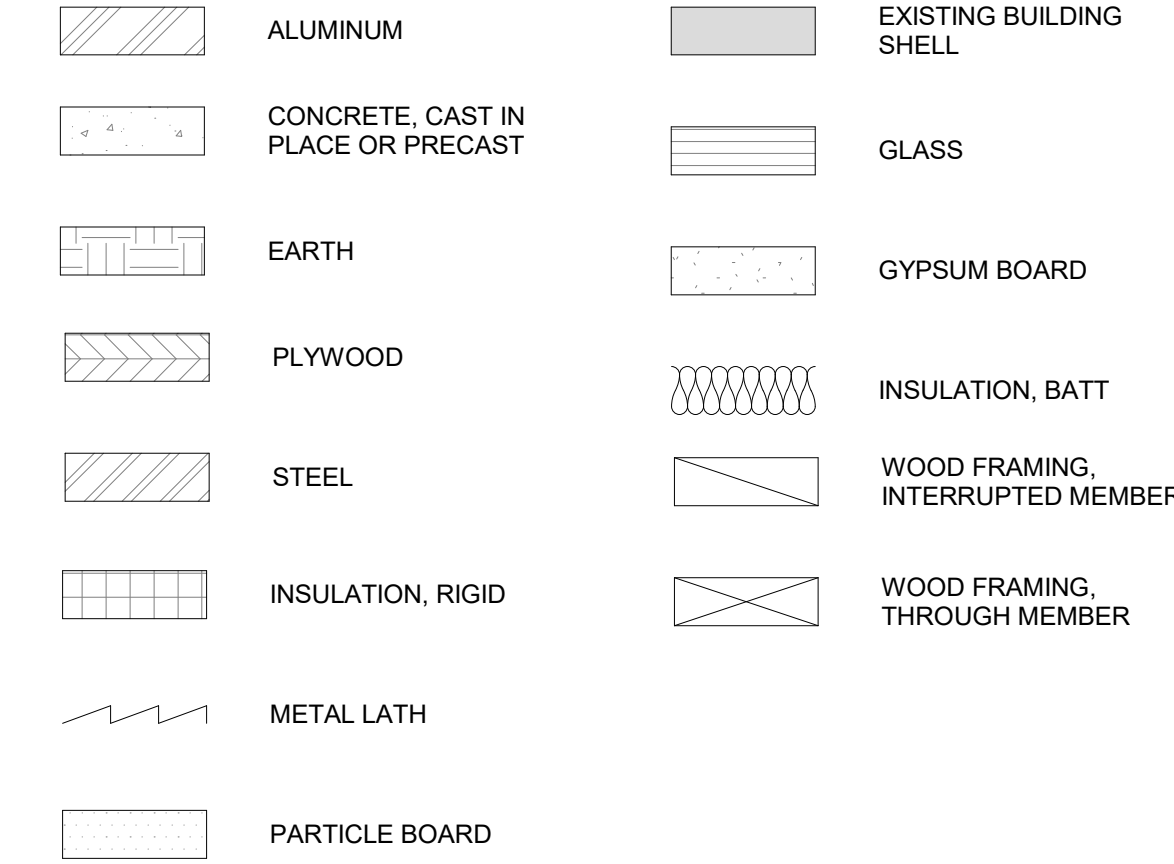 ALUMINUM
CONCRETE, CAST IN
PLACE OR PRECAST
EARTH
PLYWOOD
STEEL
INSULATION, RIGID
METAL LATH
PARTICLE BOARD
EXISTING BUILDING
SHELL
GLASS
GYPSUM BOARD
INSULATION, BATT
WOOD FRAMING,
INTERRUPTED MEMBER
WOOD FRAMING,
THROUGH MEMBER